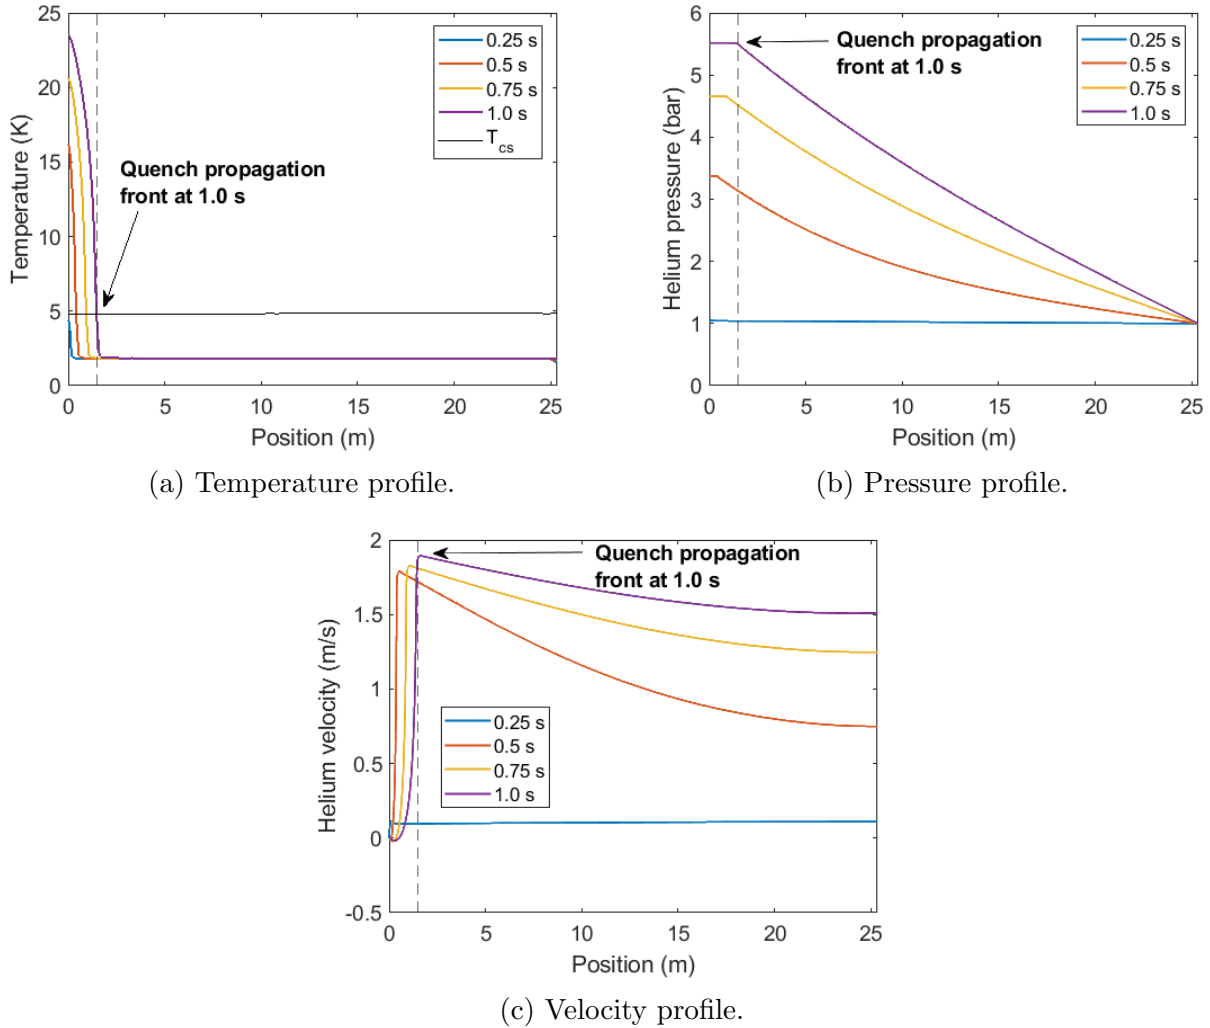 25
20
15
10
5
0
Temperature (K)
0.25 s
0.5 s
0.75 s
1.0 s
Tcs
Quench propagation
front at 1.0 s
0 5 10 15 20 25
Position (m)
(a) Temperature profile.
6
5
4
3
2
1
0
Helium pressure (bar)
Quench propagation
front at 1.0 s
0.25 s
0.5 s
0.75 s
1.0 s
0 5 10 15 20 25
Position (m)
(b) Pressure profile.
2
1.5
1
0.5
0
-0.5
Helium velocity (m/s)
Quench propagation
front at 1.0 s
0.25 s
0.5 s
0.75 s
1.0 s
0 5 10 15 20 25
Position (m)
(c) Velocity profile.